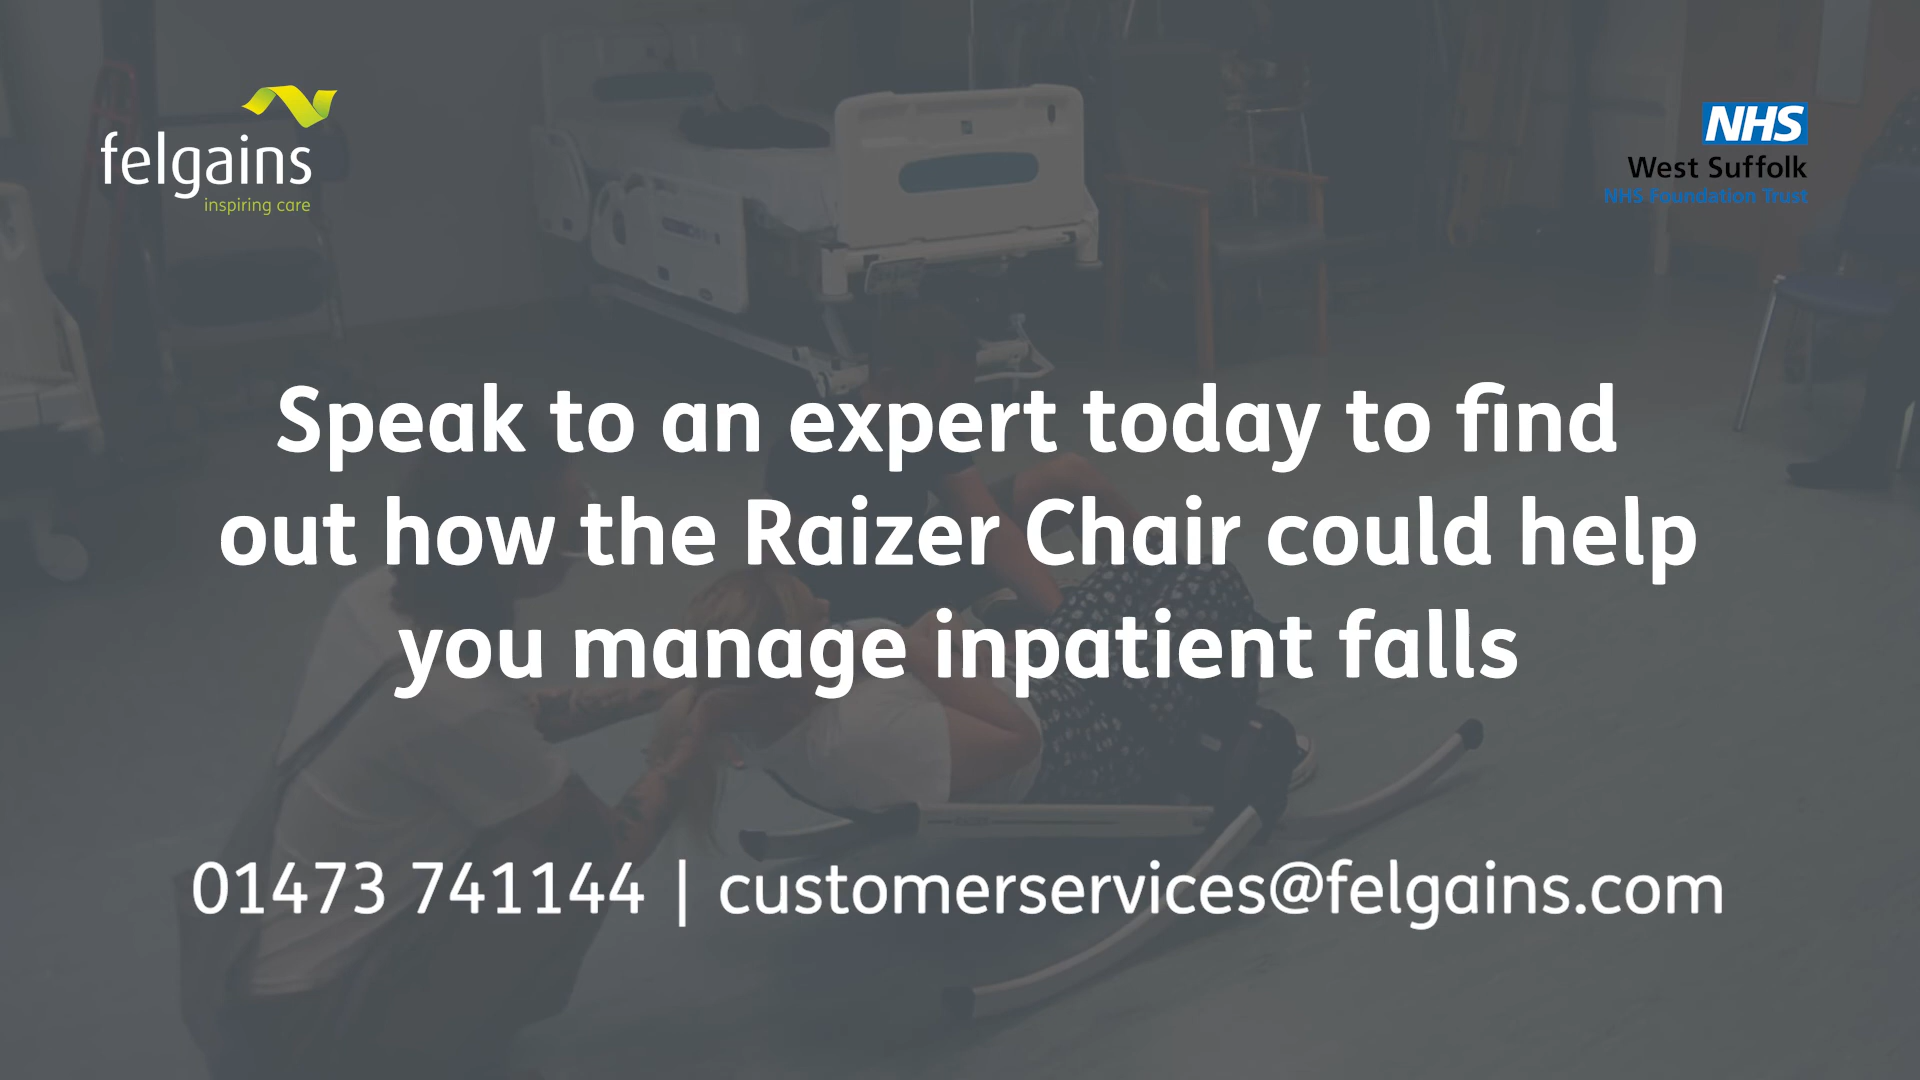 felgains
inspiring care
NHS
West Suffolk
NHS Foundation Trust
Speak to an expert today to find
out how the Raizer Chair could help
you manage inpatient falls
01473 741144 | customerservices@felgains.com